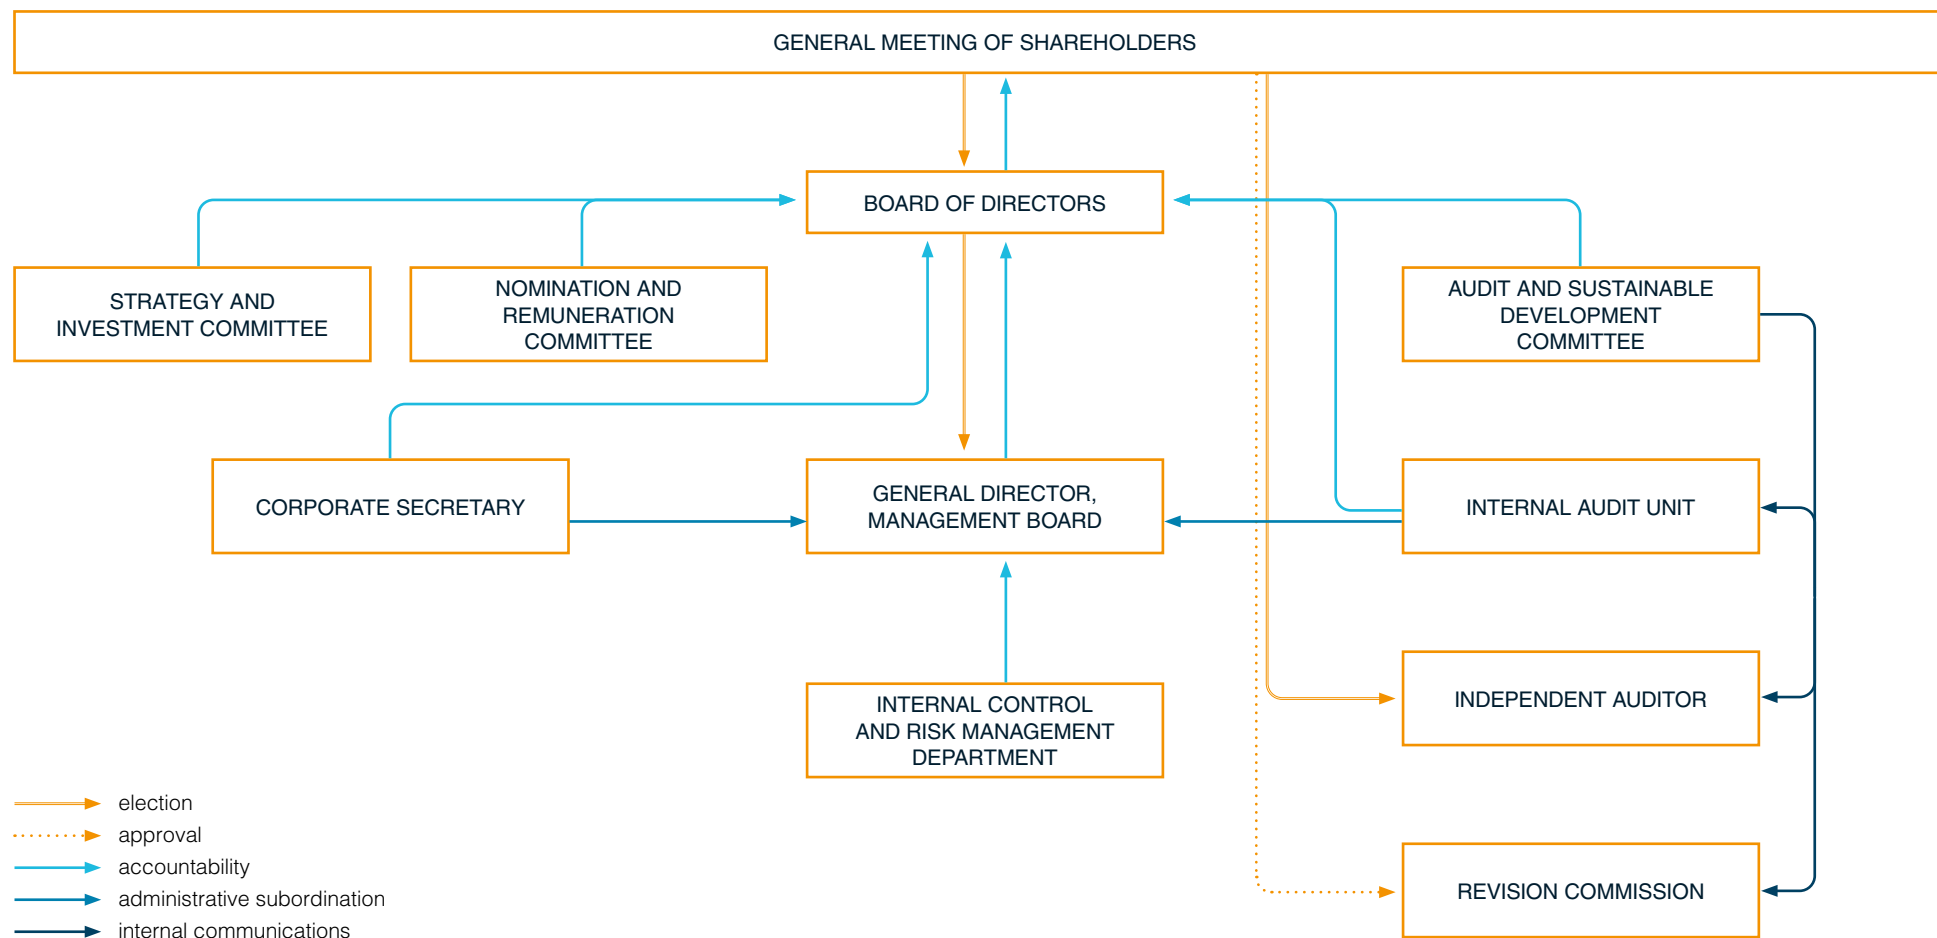 GENERAL MEETING OF SHAREHOLDERS
BOARD OF DIRECTORS
STRATEGY AND
INVESTMENT COMMITTEE
NOMINATION AND
REMUNERATION
COMMITTEE
AUDIT AND SUSTAINABLE
DEVELOPMENT
COMMITTEE
CORPORATE SECRETARY
GENERAL DIRECTOR,
MANAGEMENT BOARD
INTERNAL AUDIT UNIT
INTERNAL CONTROL
AND RISK MANAGEMENT
DEPARTMENT
INDEPENDENT AUDITOR
REVISION COMMISSION
election
approval
accountability
administrative subordination
internal communications